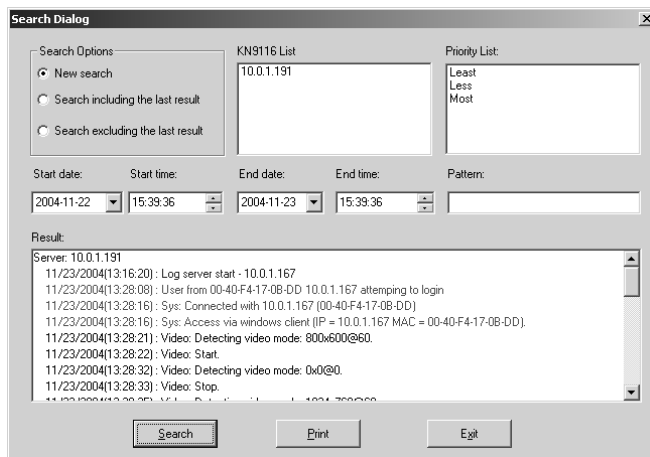 Search Dialog
Search Options
New search
Search including the last result
Search excluding the last result
KN9116 List
10.0.1.191
Priority List:
Least
Less
Most
Start date:
Start time:
End date:
End time:
Pattern:
2004-11-22
15:39:36
2004-11-23
15:39:36
Result:
Server: 10.0.1.191
11/23/2004(13:16:20) : Log server start - 10.0.1.167
11/23/2004(13:28:08) : User from 00-40-F4-17-0B-DD 10.0.1.167 attemping to login
11/23/2004(13:28:16) : Sys: Connected with 10.0.1.167 (00-40-F4-17-0B-DD)
11/23/2004(13:28:16) : Sys: Access via windows client (IP = 10.0.1.167 MAC = 00-40-F4-17-0B-DD).
11/23/2004(13:28:21) : Video: Detecting video mode: 800x600@60.
11/23/2004(13:28:22) : Video: Start.
11/23/2004(13:28:32) : Video: Detecting video mode: 0x0@0.
11/23/2004(13:28:33) : Video: Stop.
Search
Print
Exit